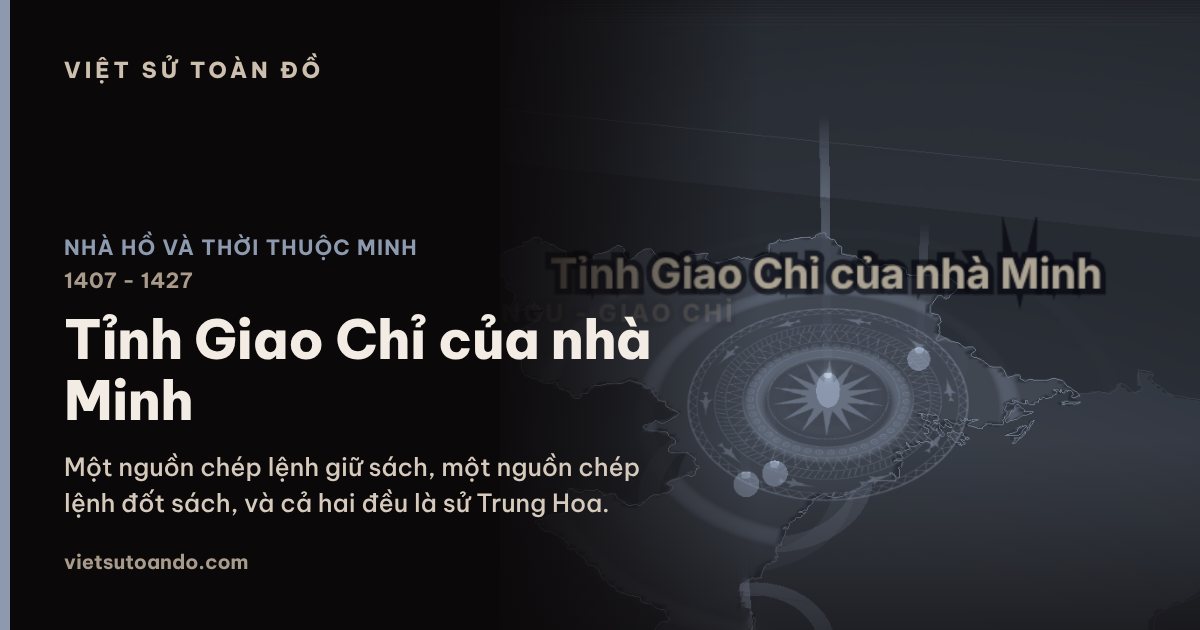 VIỆT SỬ TOÀN ĐỒ
NHÀ HỒ VÀ THỜI THUỘC MINH
1407 - 1427
Tỉnh Giao Chỉ của nhà
Minh
Một nguồn chép lệnh giữ sách, một nguồn chép
lệnh đốt sách, và cả hai đều là sử Trung Hoa.
vietsutoando.com
Tỉnh Giao Chỉ của nhà Minh
NGU - GIAO CHỈ